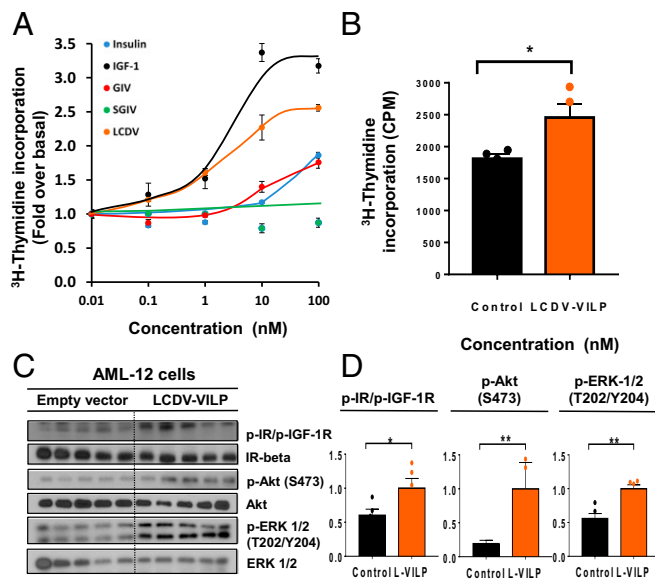 A
³H-Thymidine incorporation
(Fold over basal)
3.5
3.0
2.5
2.0
1.5
1.0
0.5
0.0
Insulin
IGF-1
GIV
SGIV
LCDV
0.01
0.1
1
10
100
Concentration (nM)
B
³H-Thymidine
incorporation (CPM)
3000
2500
2000
1500
1000
500
0
*
Control LCDV-VILP
Concentration (nM)
C
AML-12 cells
Empty vector
LCDV-VILP
p-IR/p-IGF-1R
IR-beta
p-Akt (S473)
Akt
p-ERK 1/2
(T202/Y204)
ERK 1/2
D
p-IR/p-IGF-1R
1.5
1.0
0.5
0.0
*
Control L-VILP
p-Akt
(S473)
1.5
1.0
0.5
0.0
**
Control L-VILP
p-ERK-1/2
(T202/Y204)
1.5
1.0
0.5
0.0
**
Control L-VILP